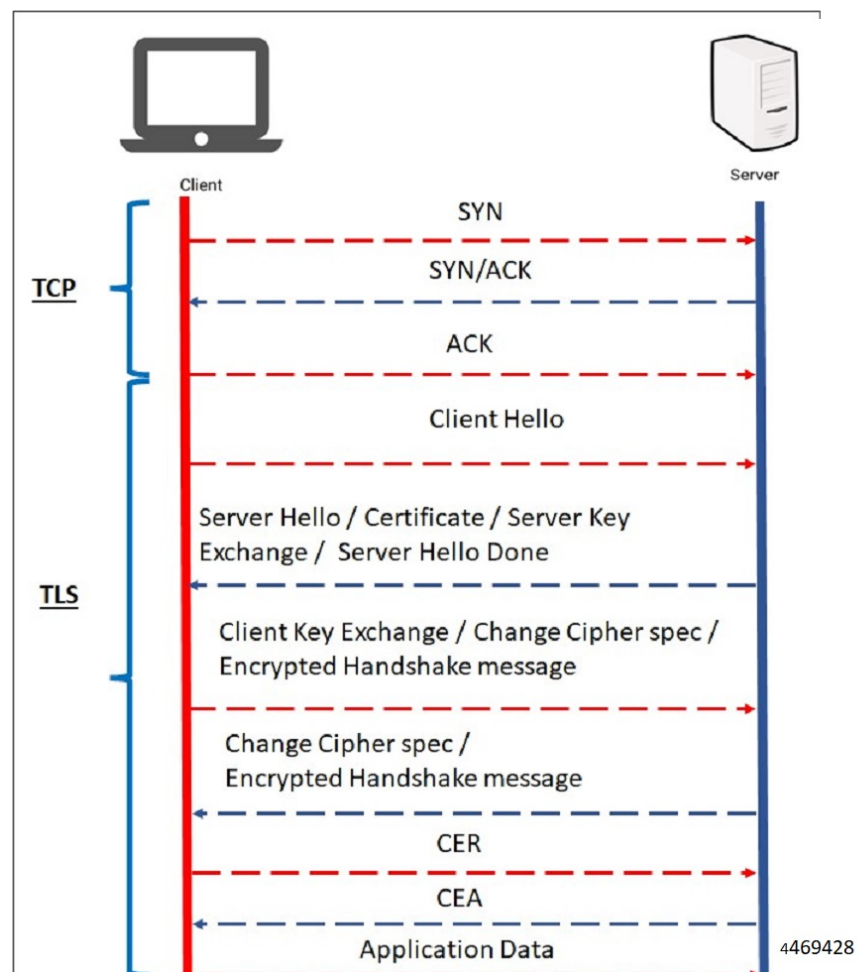 Client
Server
SYN
TCP
SYN/ACK
ACK
Client Hello
Server Hello / Certificate / Server Key
Exchange / Server Hello Done
TLS
Client Key Exchange / Change Cipher spec /
Encrypted Handshake message
Change Cipher spec /
Encrypted Handshake message
CER
CEA
Application Data
4469428